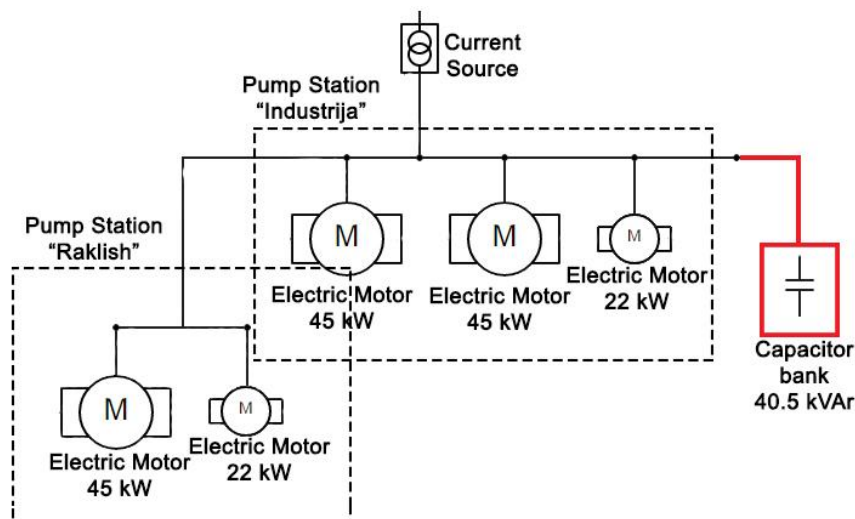 Current
Source
Pump Station
“Industrija”
M
M
M
Electric Motor
45 kW
Electric Motor
45 kW
Electric Motor
22 kW
Capacitor
bank
40.5 kVAr
Pump Station
“Raklish”
M
M
Electric Motor
45 kW
Electric Motor
22 kW